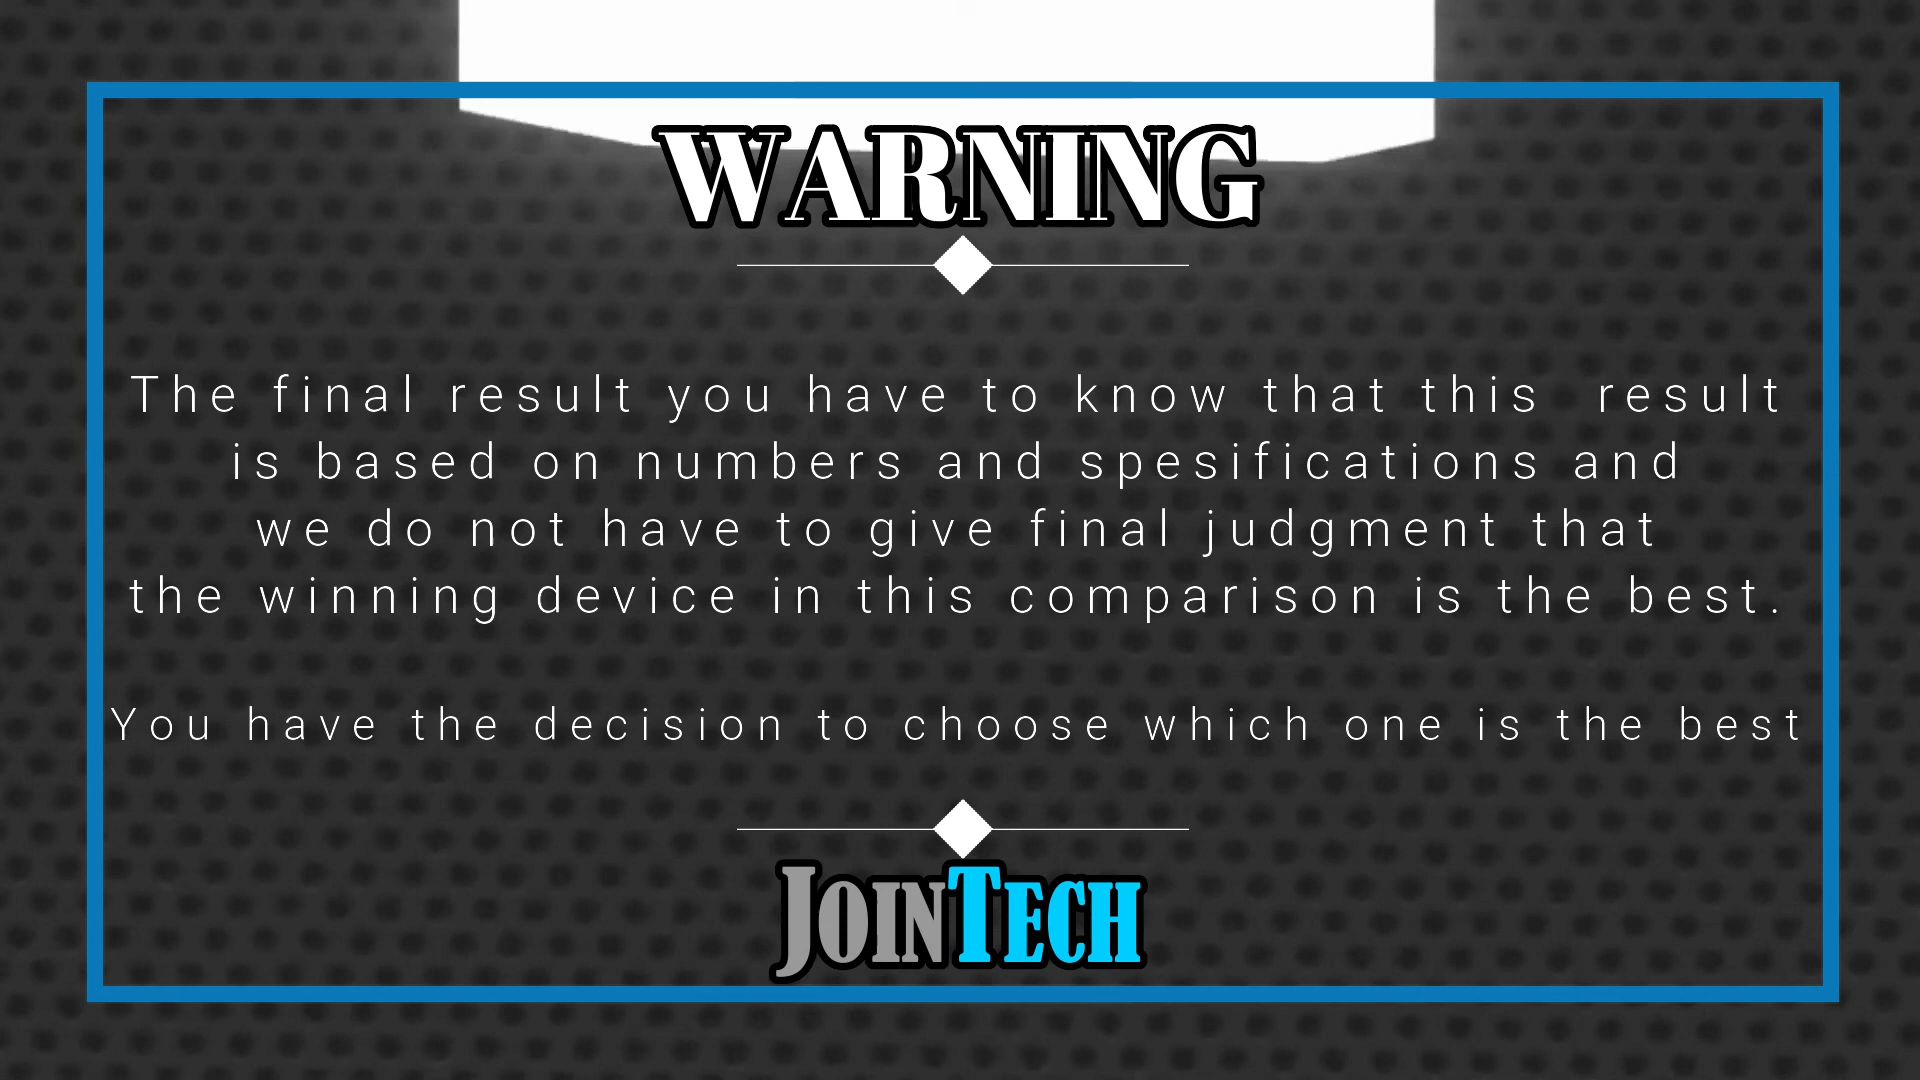 WARNING
The final result you have to know that this result
is based on numbers and spesifications and
we do not have to give final judgment that
the winning device in this comparison is the best.
You have the decision to choose which one is the best
JOINTECH